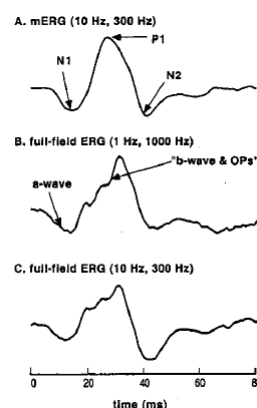 A. mERG (10 Hz, 300 Hz)
P1
N1
N2
B. full-field ERG (1 Hz, 1000 Hz)
"b-wave & OPs"
a-wave
C. full-field ERG (10 Hz, 300 Hz)
0 20 40 60 80
time (ms)